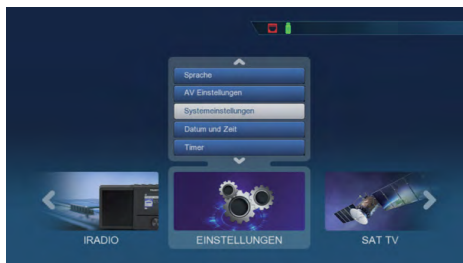 Sprache
AV Einstellungen
Systemeinstellungen
Datum und Zeit
Timer
IRADIO
EINSTELLUNGEN
SAT TV